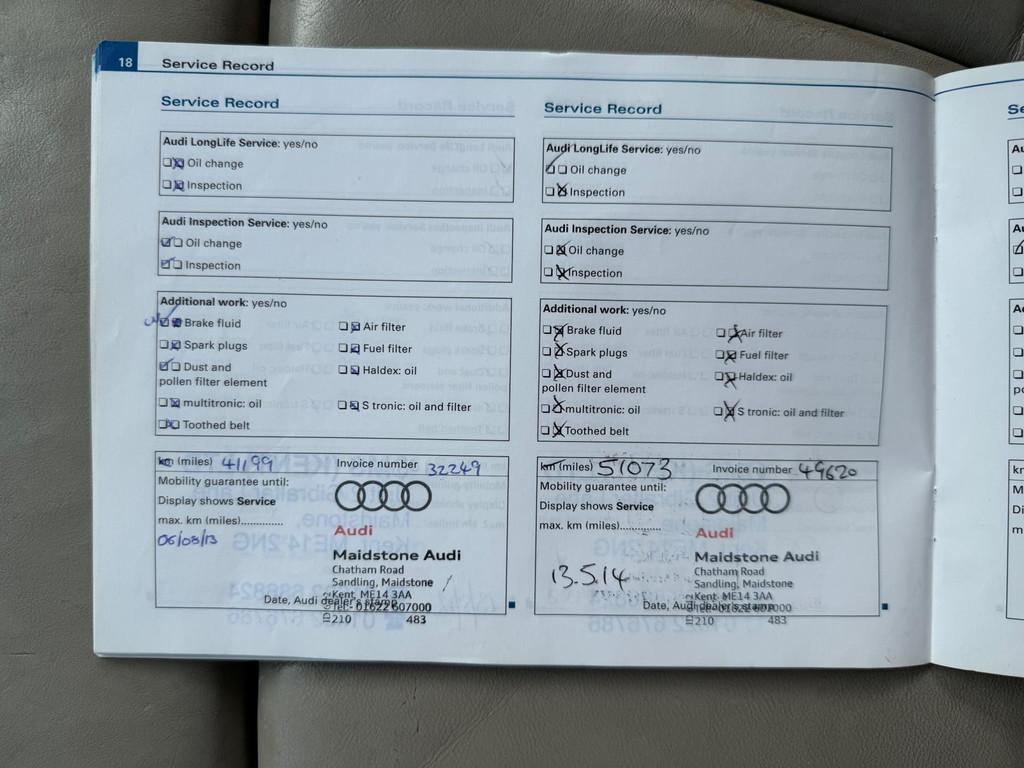 18
Service Record
Service Record
Audi LongLife Service: yes/no
Oil change
Inspection
Audi Inspection Service: yes/no
Oil change
Inspection
Additional work: yes/no
Brake fluid
Air filter
Spark plugs
Fuel filter
Dust and
pollen filter element
Haldex: oil
multitronic: oil
S tronic: oil and filter
Toothed belt
km (miles) 41199 Invoice number 32249
Mobility guarantee until:
Display shows Service
max. km (miles)..............
06/08/13
Audi
Maidstone Audi
Chatham Road
Sandling, Maidstone
Kent, ME14 3AA
Tel:- 01622 607000
Date, Audi dealer's stamp
210 483
Service Record
Audi LongLife Service: yes/no
Oil change
Inspection
Audi Inspection Service: yes/no
Oil change
Inspection
Additional work: yes/no
Brake fluid
Air filter
Spark plugs
Fuel filter
Dust and
pollen filter element
Haldex: oil
multitronic: oil
S tronic: oil and filter
Toothed belt
km (miles) 51073 Invoice number 49620
Mobility guarantee until:
Display shows Service
max. km (miles)..............
13.5.14
Audi
Maidstone Audi
Chatham Road
Sandling, Maidstone
Kent, ME14 3AA
Tel:- 01622 607000
Date, Audi dealer's stamp
210 483